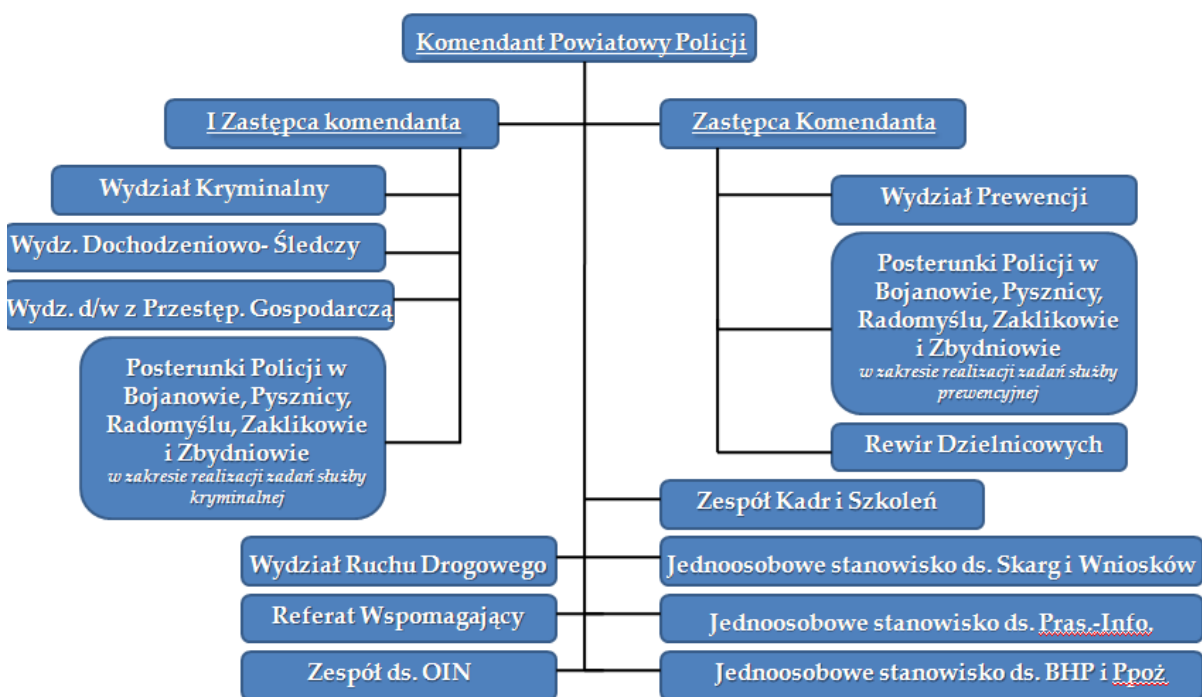 Komendant Powiatowy Policji
I Zastępca komendanta
Zastępca Komendanta
Wydział Kryminalny
Wydz. Dochodzeniowo- Śledczy
Wydz. d/w z Przestęp. Gospodarczą
Posterunki Policji w
Bojanowie, Pysznicy,
Radomyślu, Zaklikowie
i Zbydniowie
w zakresie realizacji zadań służby
kryminalnej
Wydział Prewencji
Posterunki Policji w
Bojanowie, Pysznicy,
Radomyślu, Zaklikowie
i Zbydniowie
w zakresie realizacji zadań służby
prewencyjnej
Rewir Dzielnicowych
Zespół Kadr i Szkoleń
Wydział Ruchu Drogowego
Jednoosobowe stanowisko ds. Skarg i Wniosków
Referat Wspomagający
Jednoosobowe stanowisko ds. Pras.-Info.
Zespół ds. OIN
Jednoosobowe stanowisko ds. BHP i Ppoż